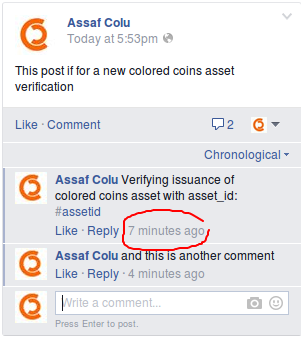 Assaf Colu
Today at 5:53pm
This post if for a new colored coins asset
verification
Like · Comment
2
Chronological
Assaf Colu Verifying issuance of
colored coins asset with asset_id:
#assetid
Like · Reply · 7 minutes ago
Assaf Colu and this is another comment
Like · Reply · 4 minutes ago
Write a comment...
Press Enter to post.